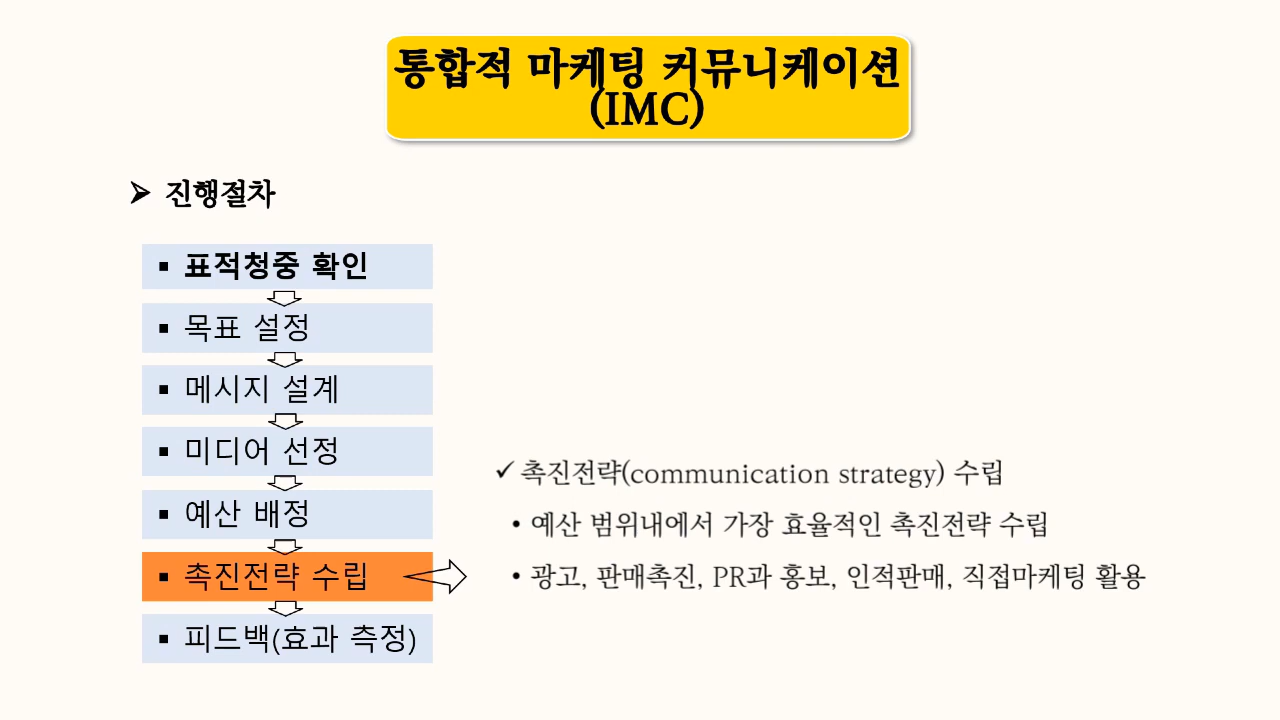 통합적 마케팅 커뮤니케이션
(IMC)
➢ 진행절차
▪ 표적청중 확인
▪ 목표 설정
▪ 메시지 설계
▪ 미디어 선정
▪ 예산 배정
▪ 촉진전략 수립
▪ 피드백(효과 측정)
✓ 촉진전략(communication strategy) 수립
• 예산 범위내에서 가장 효율적인 촉진전략 수립
• 광고, 판매촉진, PR과 홍보, 인적판매, 직접마케팅 활용